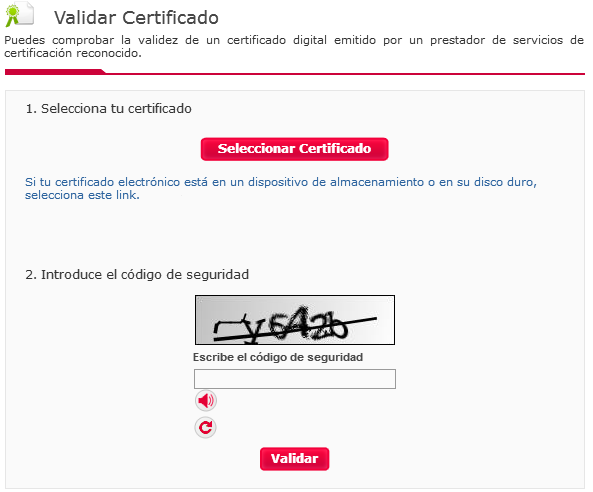 Validar Certificado
Puedes comprobar la validez de un certificado digital emitido por un prestador de servicios de
certificación reconocido.
1. Selecciona tu certificado
Seleccionar Certificado
Si tu certificado electrónico está en un dispositivo de almacenamiento o en su disco duro,
selecciona este link.
2. Introduce el código de seguridad
Escribe el código de seguridad
Validar